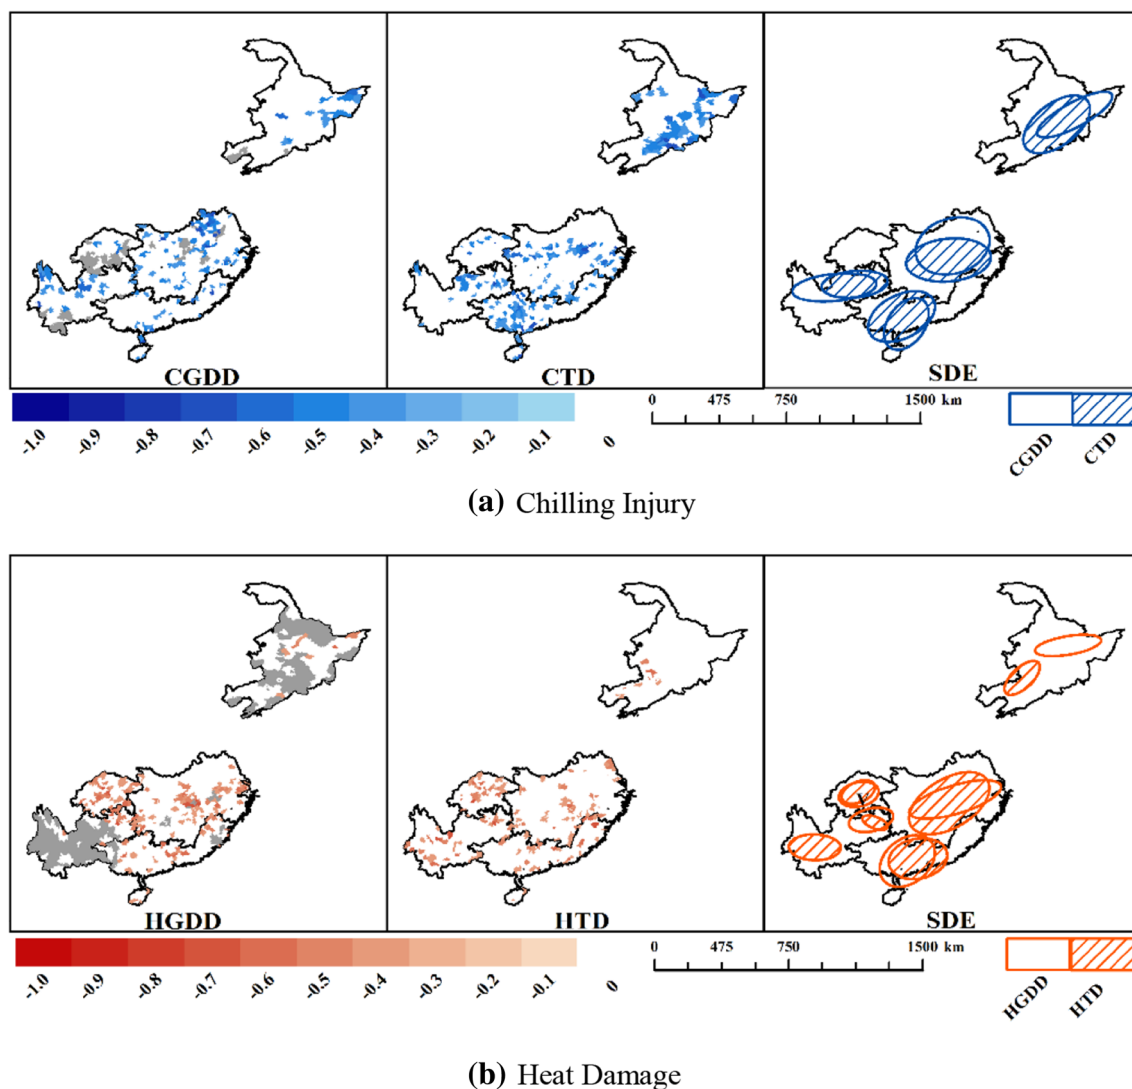 CGDD CTD SDE
0 475 750 1500 km
-1.0 -0.9 -0.8 -0.7 -0.6 -0.5 -0.4 -0.3 -0.2 -0.1 0
CGDD CTD
(a) Chilling Injury
HGDD HTD SDE
0 475 750 1500 km
-1.0 -0.9 -0.8 -0.7 -0.6 -0.5 -0.4 -0.3 -0.2 -0.1 0
HGDD HTD
(b) Heat Damage